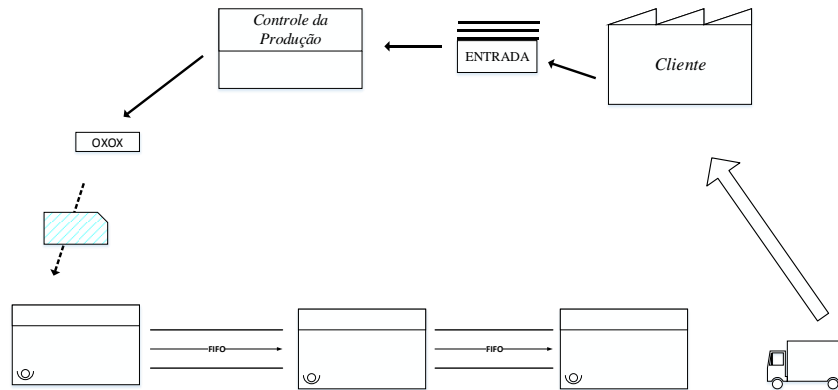 Controle da
Produção
ENTRADA
Cliente
OXOX
FIFO
FIFO